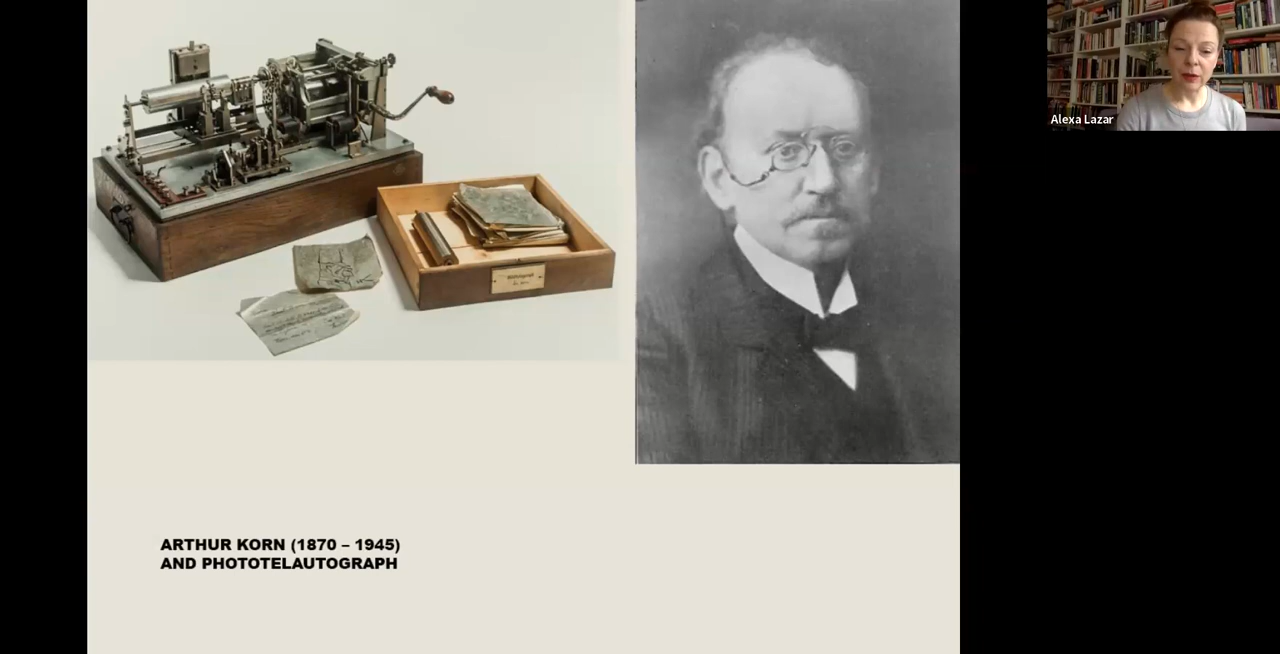 Alexa Lazar
ARTHUR KORN (1870 – 1945)
AND PHOTOTELAUTOGRAPH